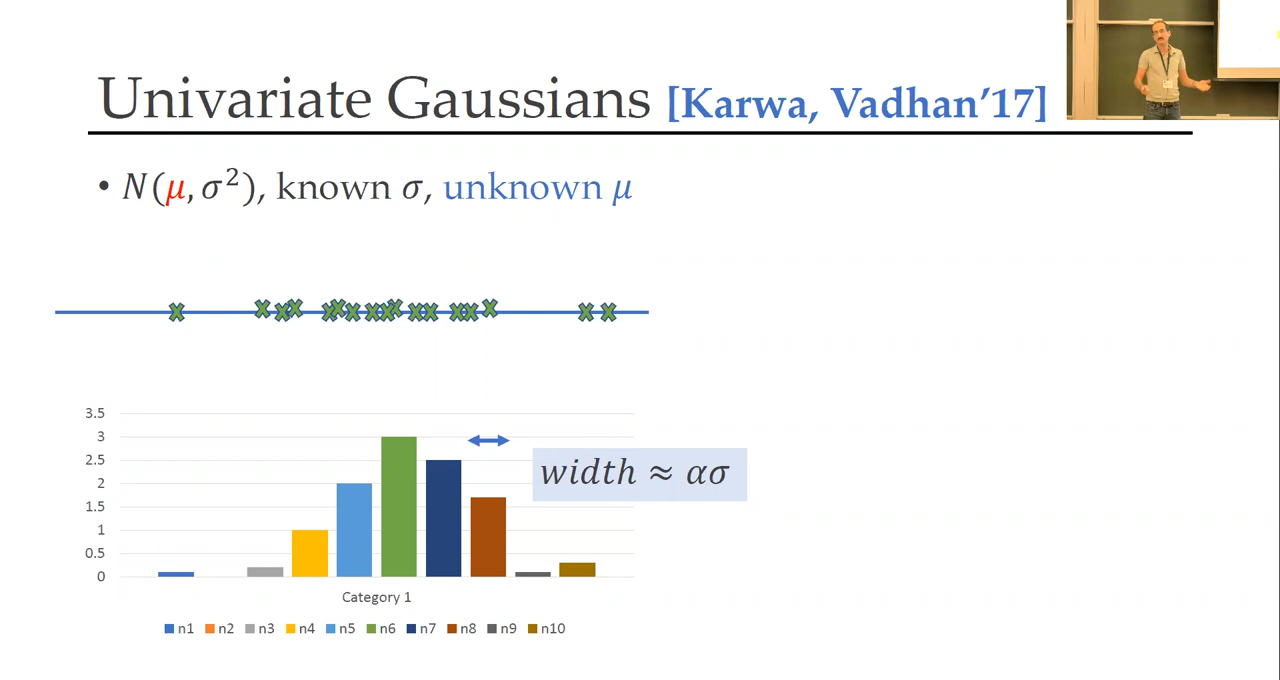 Univariate Gaussians [Karwa, Vadhan’17]
• N(μ, σ²), known σ, unknown μ
3.5
3
2.5
2
1.5
1
0.5
0
width ≈ ασ
Category 1
n1 n2 n3 n4 n5 n6 n7 n8 n9 n10